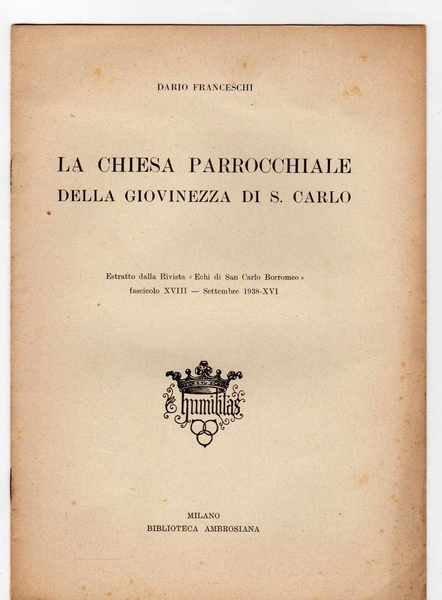 DARIO FRANCESCHI
LA CHIESA PARROCCHIALE
DELLA GIOVINEZZA DI S. CARLO
Estratto dalla Rivista « Echi di San Carlo Borromeo »
fascicolo XVIII — Settembre 1938-XVI
humilitas
MILANO
BIBLIOTECA AMBROSIANA